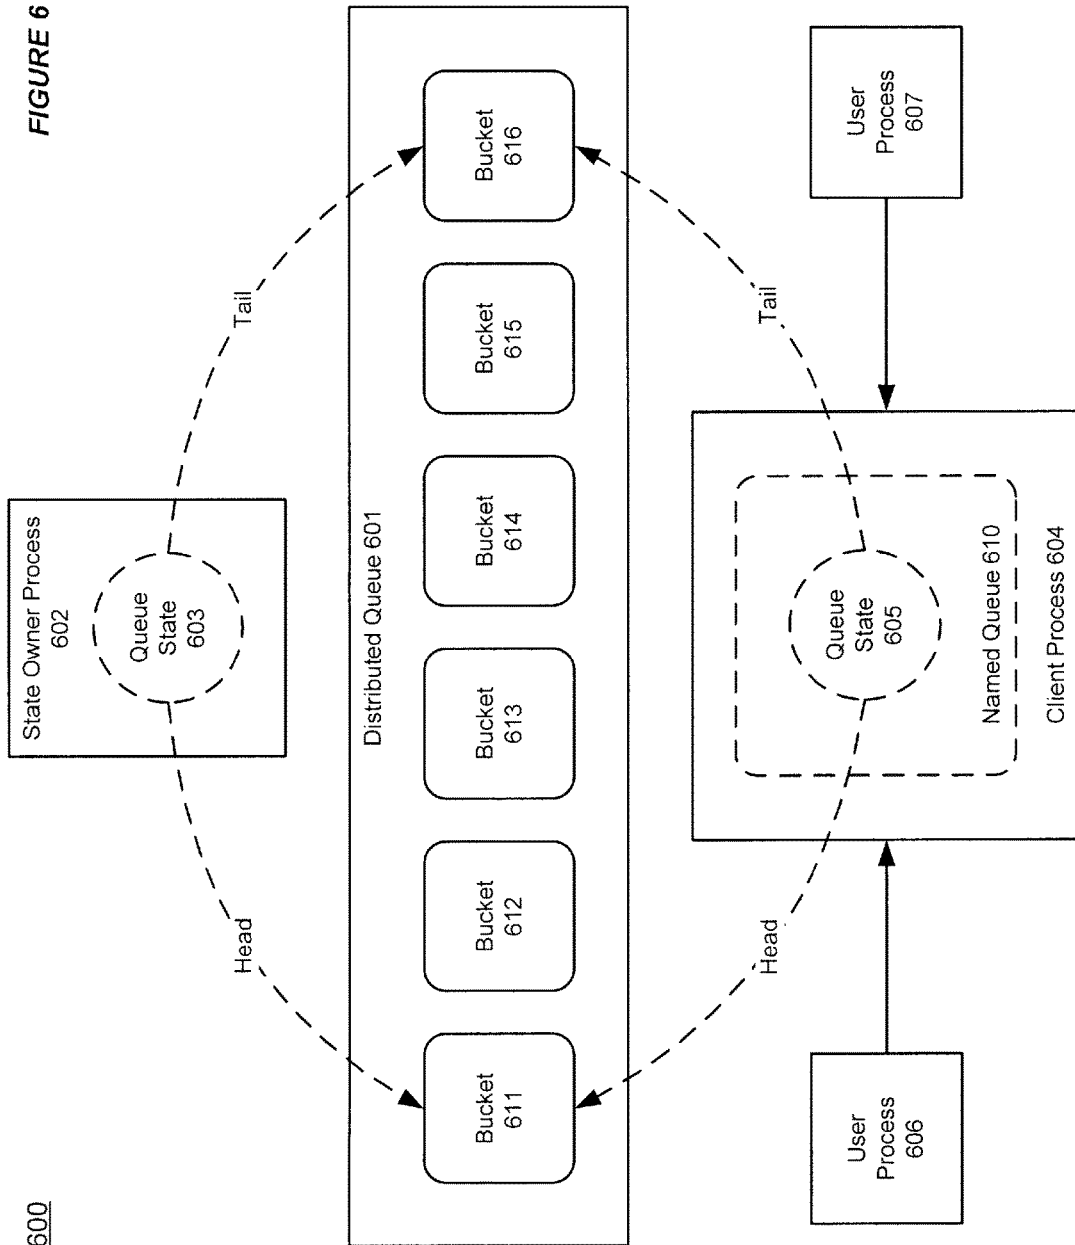 600
FIGURE 6
State Owner Process
602
Queue
State
603
Head
Tail
Distributed Queue 601
Bucket
611
Bucket
612
Bucket
613
Bucket
614
Bucket
615
Bucket
616
Head
Tail
Queue
State
605
Named Queue 610
Client Process 604
User
Process
606
User
Process
607